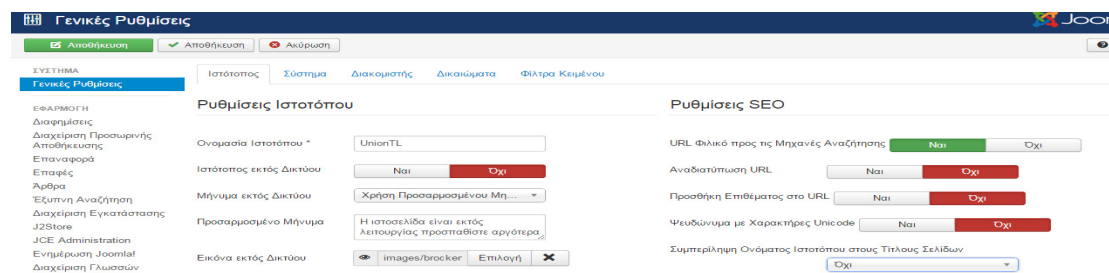 Γενικές Ρυθμίσεις
Joo
Αποθήκευση
Αποθήκευση
Ακύρωση
ΣΥΣΤΗΜΑ
Γενικές Ρυθμίσεις
ΕΦΑΡΜΟΓΗ
Διαφημίσεις
Διαχείριση Προσωρινής
Αποθήκευσης
Επαναφορά
Επαφές
Άρθρα
Έξυπνη Αναζήτηση
Διαχείριση Εγκατάστασης
J2Store
JCE Administration
Ενημέρωση Joomla!
Διαχείριση Γλωσσών
Ιστότοπος Σύστημα Διακομιστής Δικαιώματα Φίλτρα Κειμένου
Ρυθμίσεις Ιστοτόπου
Ονομασία Ιστοτόπου * UnionTL
Ιστότοπος εκτός Δικτύου Ναι Όχι
Μήνυμα εκτός Δικτύου Χρήση Προσαρμοσμένου Μη...
Προσαρμοσμένο Μήνυμα Η ιστοσελίδα είναι εκτός
λειτουργίας προσπαθίστε αργότερα
Εικόνα εκτός Δικτύου images/brocker Επιλογή
Ρυθμίσεις SEO
URL Φιλικό προς τις Μηχανές Αναζήτησης Ναι Όχι
Αναδιατύπωση URL Ναι Όχι
Προσθήκη Επιθέματος στο URL Ναι Όχι
Ψευδώνυμα με Χαρακτήρες Unicode Ναι Όχι
Συμπερίληψη Ονόματος Ιστοτόπου στους Τίτλους Σελίδων
Όχι